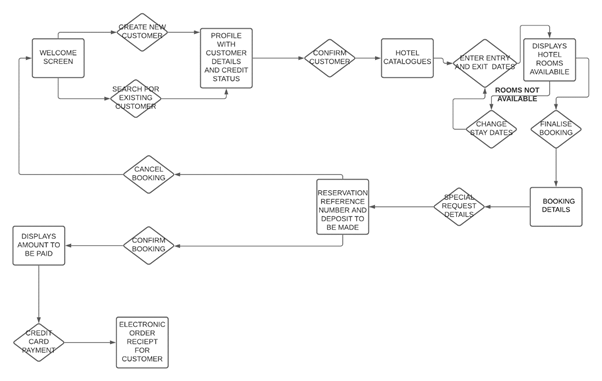 WELCOME
SCREEN
CREATE NEW
CUSTOMER
SEARCH FOR
EXISTING
CUSTOMER
PROFILE
WITH
CUSTOMER
DETAILS
AND CREDIT
STATUS
CONFIRM
CUSTOMER
HOTEL
CATALOGUES
ENTER ENTRY
AND EXIT DATES
DISPLAYS
HOTEL
ROOMS
AVAILABILE
ROOMS NOT
AVAILABLE
CHANGE
STAY DATES
FINALISE
BOOKING
BOOKING
DETAILS
SPECIAL
REQUEST
DETAILS
RESERVATION
REFERENCE
NUMBER AND
DEPOSIT TO
BE MADE
CANCEL
BOOKING
CONFIRM
BOOKING
DISPLAYS
AMOUNT TO
BE PAID
CREDIT
CARD
PAYMENT
ELECTRONIC
ORDER
RECIEPT
FOR
CUSTOMER